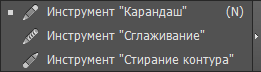 Инструмент "Карандаш" (N)
Инструмент "Сглаживание"
Инструмент "Стирание контура"